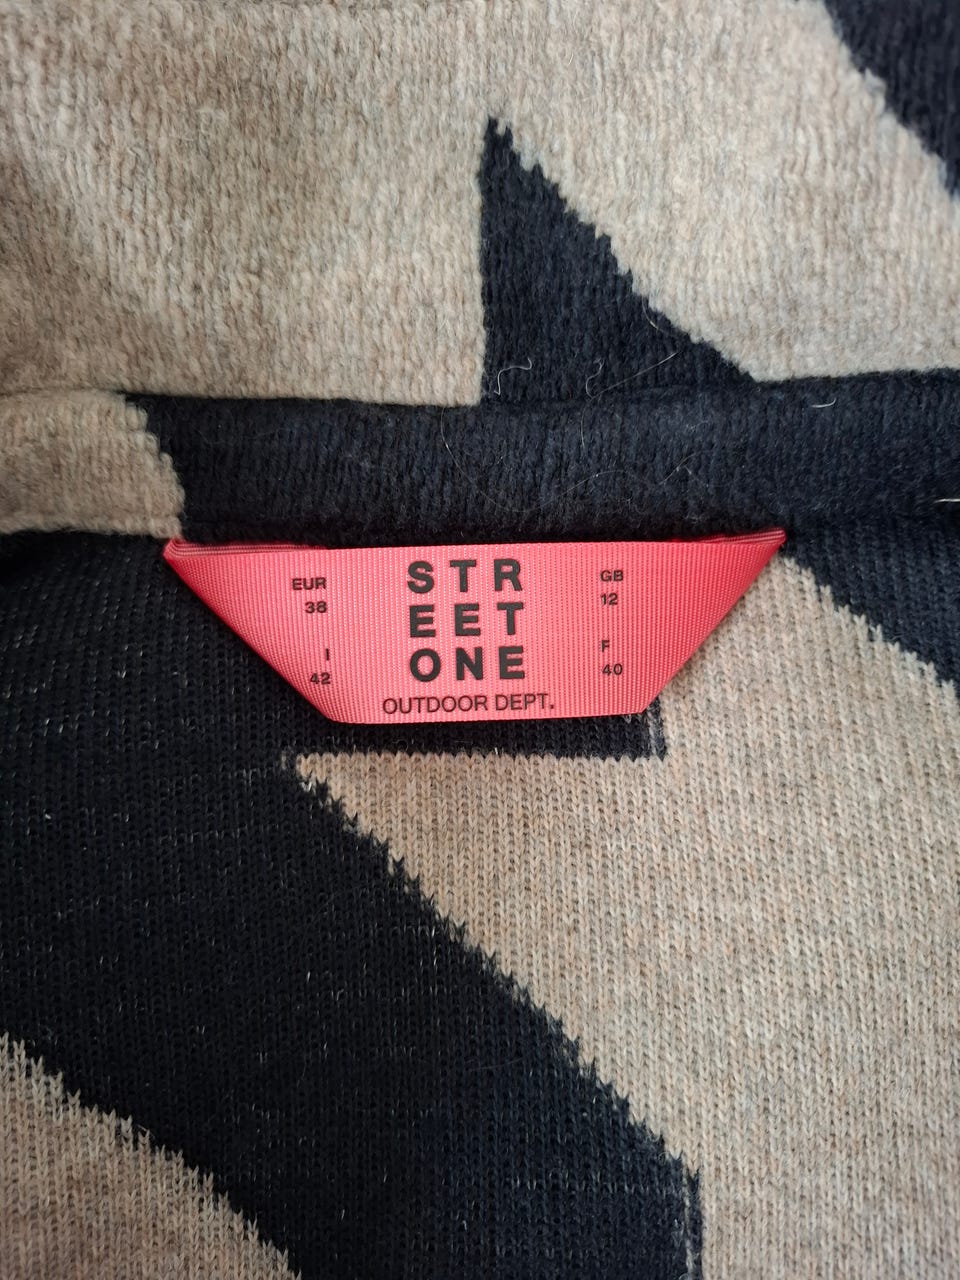 EUR
38
I
42
STR
EET
ONE
OUTDOOR DEPT.
GB
12
F
40